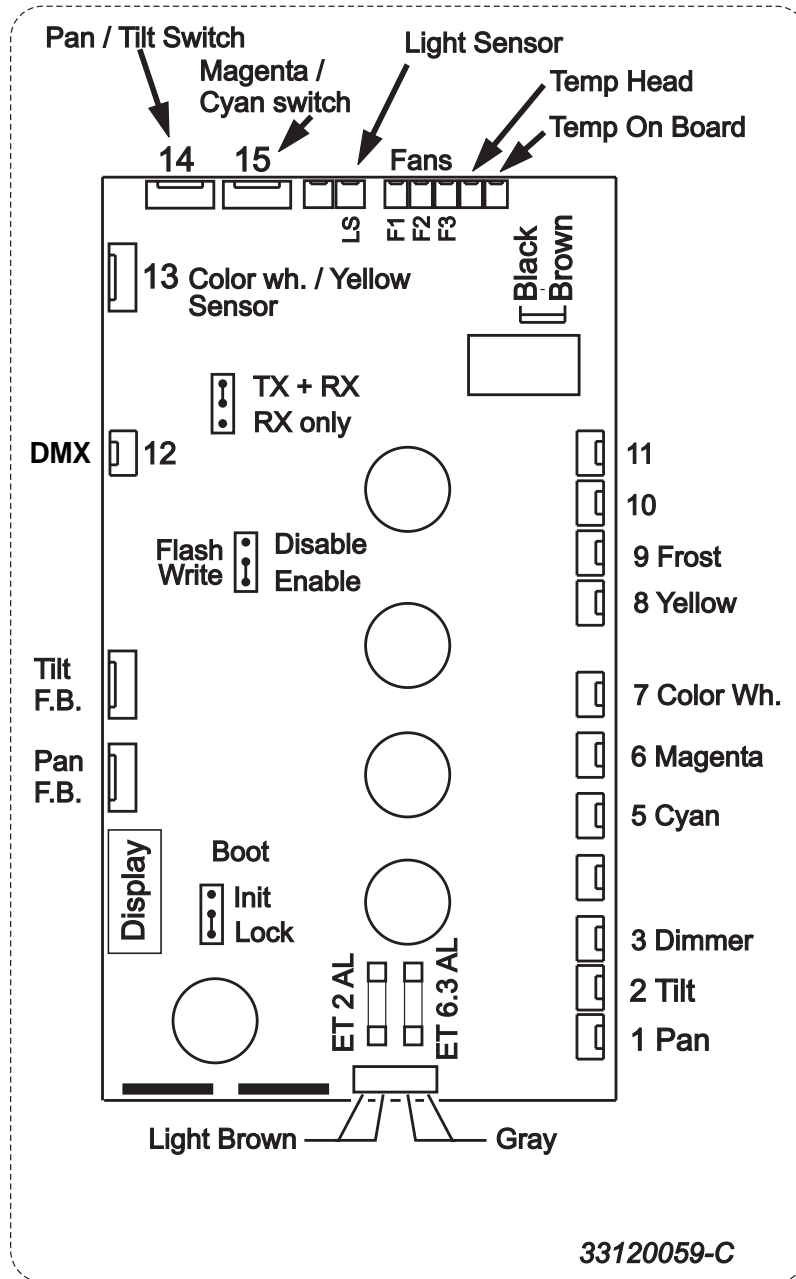 Pan / Tilt Switch
Light Sensor
Magenta /
Cyan switch
Temp Head
Temp On Board
14
15
Fans
LS
F1
F2
F3
Black
Brown
13 Color wh. / Yellow
Sensor
TX + RX
RX only
DMX
12
11
10
Flash
Write
Disable
Enable
9 Frost
8 Yellow
Tilt
F.B.
7 Color Wh.
Pan
F.B.
6 Magenta
5 Cyan
Display
Boot
Init
Lock
3 Dimmer
2 Tilt
1 Pan
ET 2 AL
ET 6.3 AL
Light Brown
Gray
33120059-C